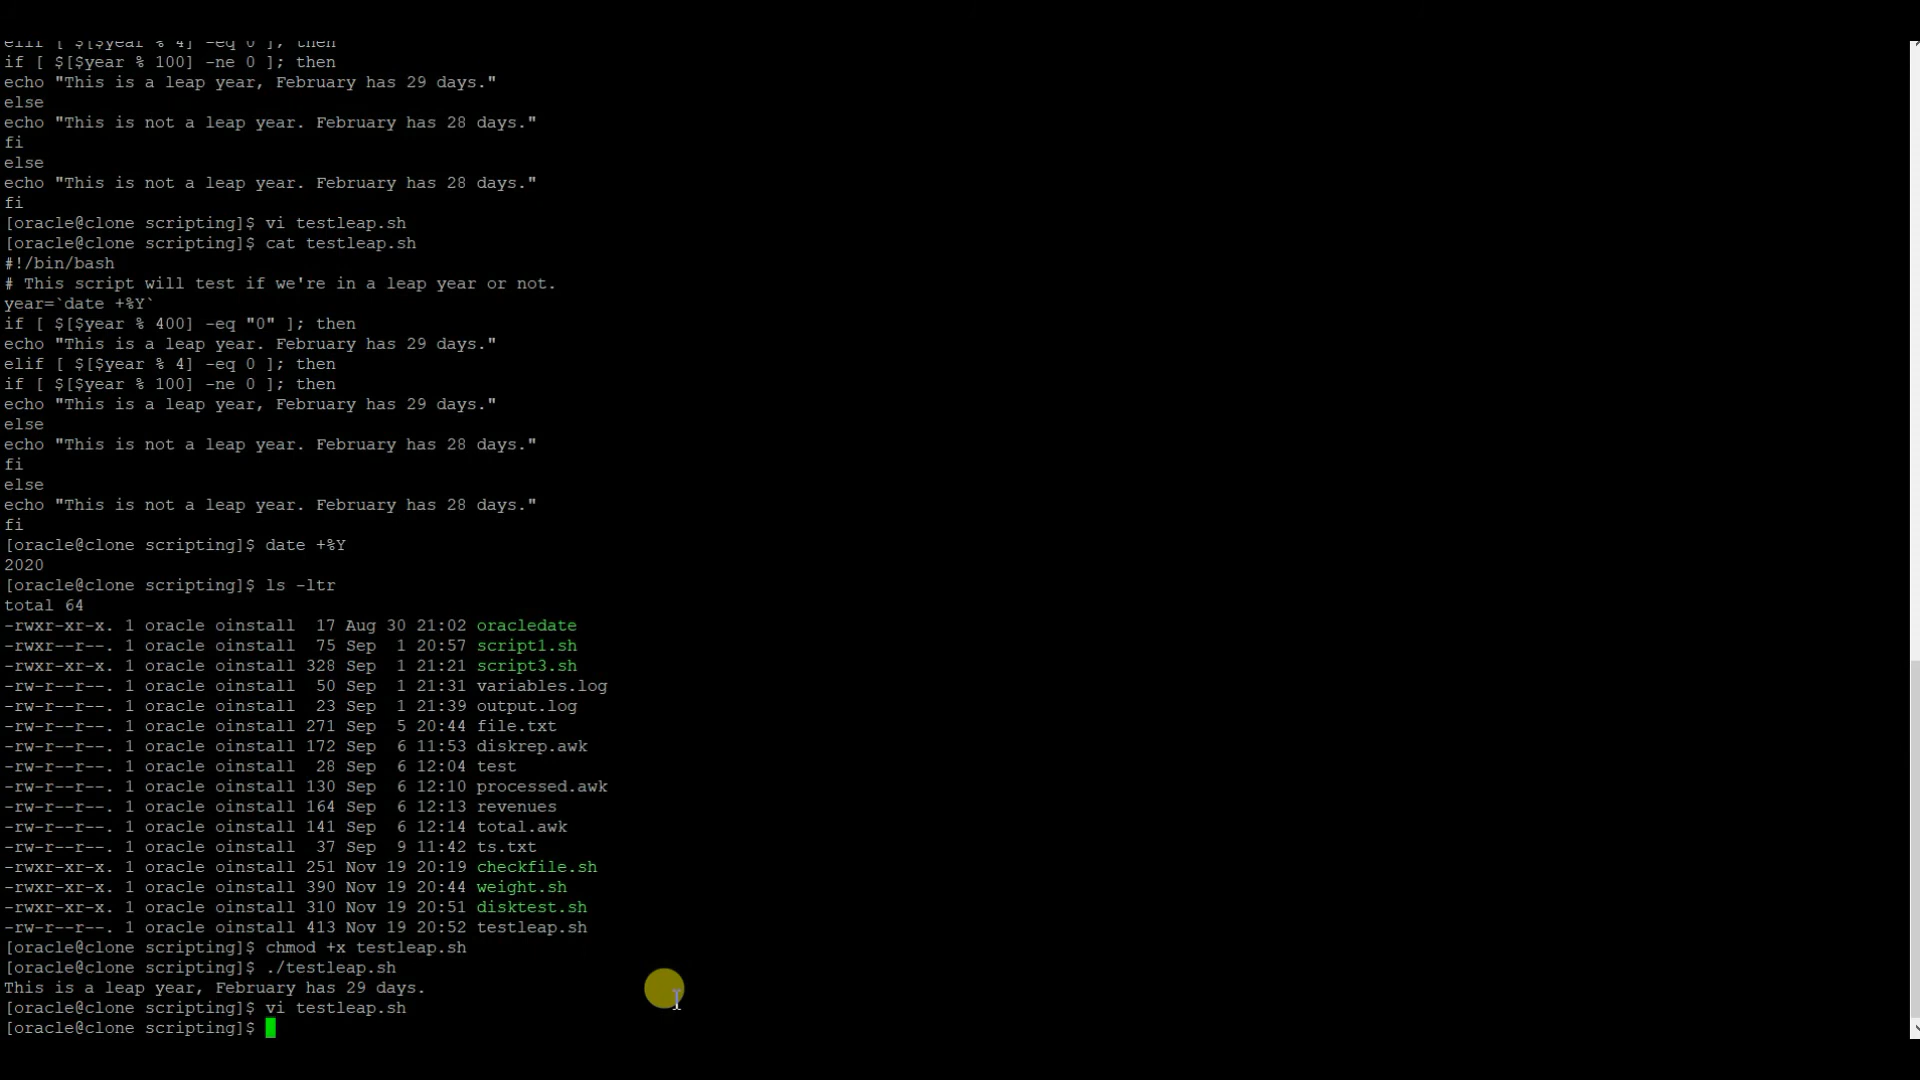 elif [ $[$year % 4] -eq 0 ]; then
if [ $[$year % 100] -ne 0 ]; then
echo "This is a leap year, February has 29 days."
else
echo "This is not a leap year. February has 28 days."
fi
else
echo "This is not a leap year. February has 28 days."
fi
[oracle@clone scripting]$ vi testleap.sh
[oracle@clone scripting]$ cat testleap.sh
#!/bin/bash
# This script will test if we're in a leap year or not.
year=`date +%Y`
if [ $[$year % 400] -eq "0" ]; then
echo "This is a leap year. February has 29 days."
elif [ $[$year % 4] -eq 0 ]; then
if [ $[$year % 100] -ne 0 ]; then
echo "This is a leap year, February has 29 days."
else
echo "This is not a leap year. February has 28 days."
fi
else
echo "This is not a leap year. February has 28 days."
fi
[oracle@clone scripting]$ date +%Y
2020
[oracle@clone scripting]$ ls -ltr
total 64
-rwxr-xr-x. 1 oracle oinstall  17 Aug 30 21:02 oracledate
-rwxr--r--. 1 oracle oinstall  75 Sep  1 20:57 script1.sh
-rwxr-xr-x. 1 oracle oinstall 328 Sep  1 21:21 script3.sh
-rw-r--r--. 1 oracle oinstall  50 Sep  1 21:31 variables.log
-rw-r--r--. 1 oracle oinstall  23 Sep  1 21:39 output.log
-rw-r--r--. 1 oracle oinstall 271 Sep  5 20:44 file.txt
-rw-r--r--. 1 oracle oinstall 172 Sep  6 11:53 diskrep.awk
-rw-r--r--. 1 oracle oinstall  28 Sep  6 12:04 test
-rw-r--r--. 1 oracle oinstall 130 Sep  6 12:10 processed.awk
-rw-r--r--. 1 oracle oinstall 164 Sep  6 12:13 revenues
-rw-r--r--. 1 oracle oinstall 141 Sep  6 12:14 total.awk
-rw-r--r--. 1 oracle oinstall  37 Sep  9 11:42 ts.txt
-rwxr-xr-x. 1 oracle oinstall 251 Nov 19 20:19 checkfile.sh
-rwxr-xr-x. 1 oracle oinstall 390 Nov 19 20:44 weight.sh
-rwxr-xr-x. 1 oracle oinstall 310 Nov 19 20:51 disktest.sh
-rw-r--r--. 1 oracle oinstall 413 Nov 19 20:52 testleap.sh
[oracle@clone scripting]$ chmod +x testleap.sh
[oracle@clone scripting]$ ./testleap.sh
This is a leap year, February has 29 days.
[oracle@clone scripting]$ vi testleap.sh
[oracle@clone scripting]$